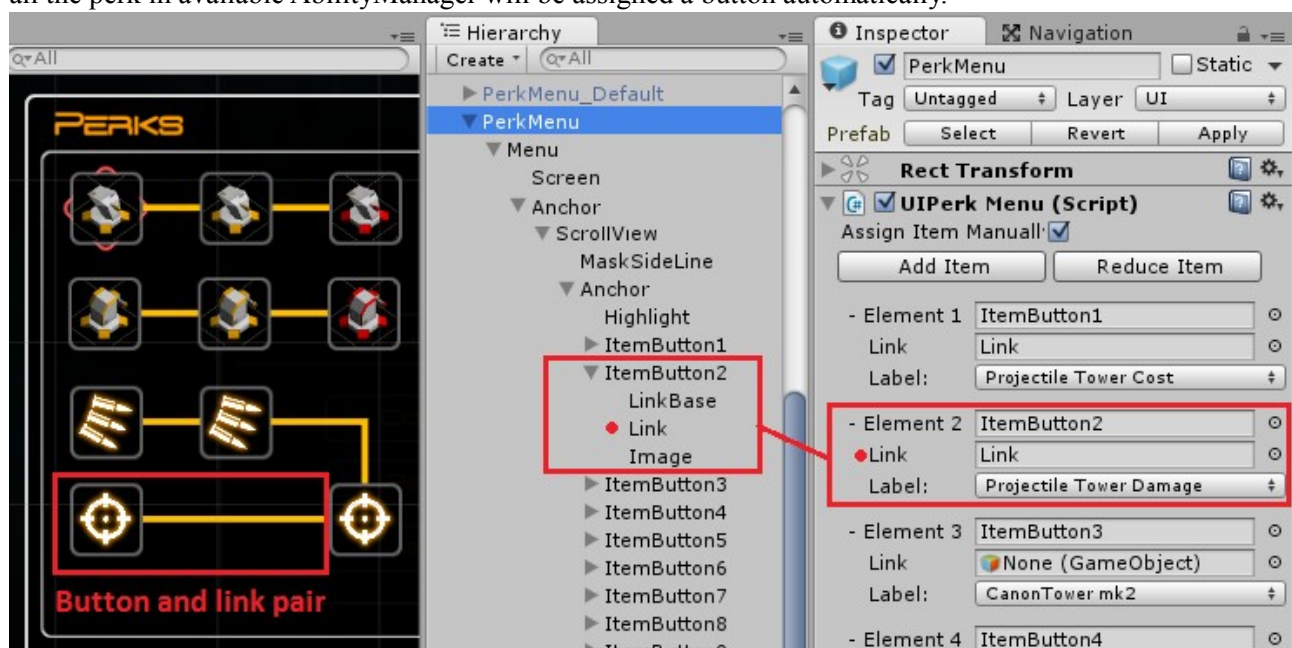 all the perk in available AbilityManager will be assigned a button automatically.
Hierarchy
Inspector
Navigation
All
Create
All
PerkMenu
Static
PerkMenu_Default
Tag
Untagged
Layer
UI
PERKS
PerkMenu
Prefab
Select
Revert
Apply
Menu
Rect Transform
Screen
UIPerk Menu (Script)
Anchor
Assign Item Manuall
ScrollView
Add Item
Reduce Item
MaskSideLine
Anchor
- Element 1
ItemButton1
Highlight
Link
Link
ItemButton1
Label:
Projectile Tower Cost
ItemButton2
LinkBase
- Element 2
ItemButton2
Link
Link
Link
Image
Label:
Projectile Tower Damage
ItemButton3
ItemButton4
- Element 3
ItemButton3
ItemButton5
Link
None (GameObject)
ItemButton6
Label:
CanonTower mk2
Button and link pair
ItemButton7
ItemButton8
- Element 4
ItemButton4